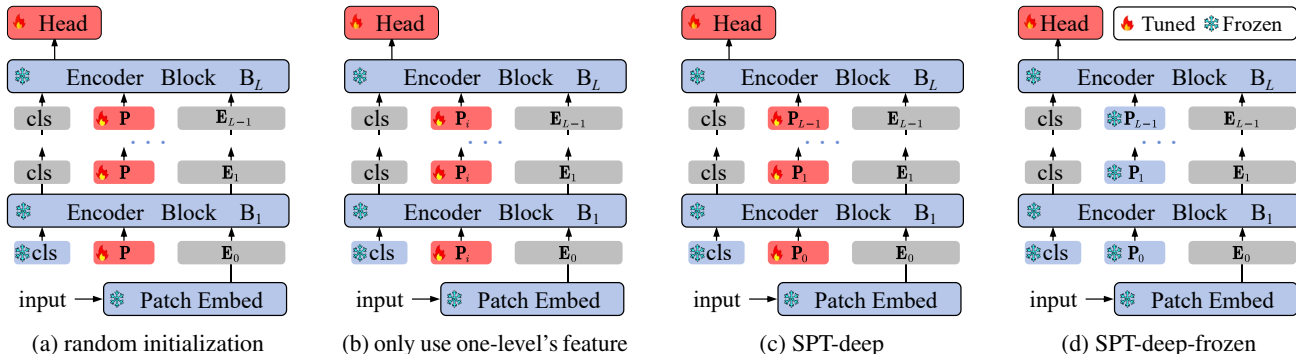 Head Head Head Head Tuned Frozen
Encoder Block B_L Encoder Block B_L Encoder Block B_L Encoder Block B_L
cls P E_{L-1} cls P_i E_{L-1} cls P_{L-1} E_{L-1} cls P_{L-1} E_{L-1}
. . . . . . . . . . . .
cls P E_1 cls P_i E_1 cls P_1 E_1 cls P_1 E_1
Encoder Block B_1 Encoder Block B_1 Encoder Block B_1 Encoder Block B_1
cls P E_0 cls P_i E_0 cls P_0 E_0 cls P_0 E_0
input Patch Embed input Patch Embed input Patch Embed input Patch Embed
(a) random initialization (b) only use one-level's feature (c) SPT-deep (d) SPT-deep-frozen